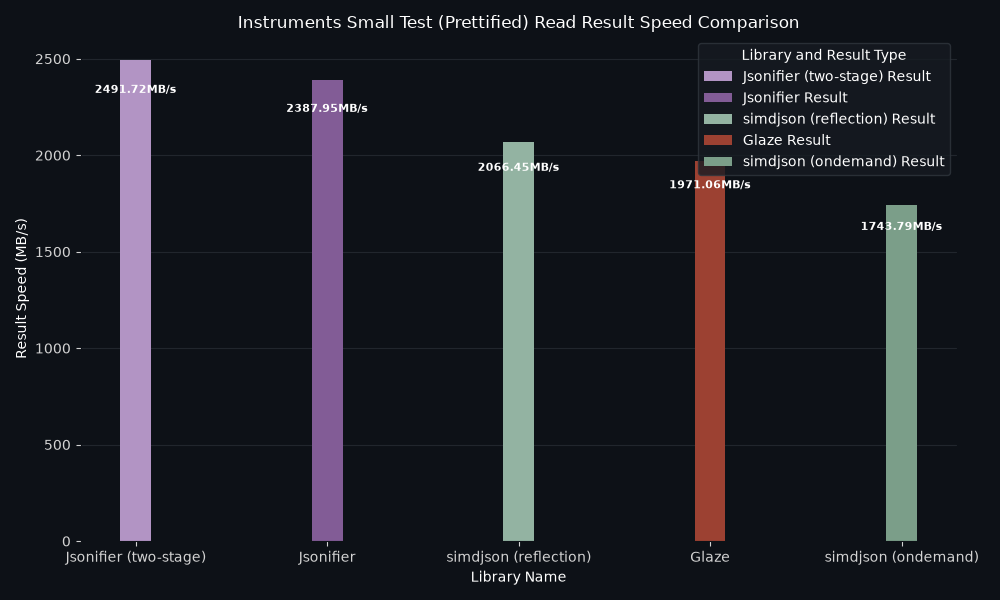 Instruments Small Test (Prettified) Read Result Speed Comparison
Library and Result Type
Jsonifier (two-stage) Result
Jsonifier Result
simdjson (reflection) Result
Glaze Result
simdjson (ondemand) Result
2491.72MB/s
2387.95MB/s
2066.45MB/s
1971.06MB/s
1743.79MB/s
Result Speed (MB/s)
2500
2000
1500
1000
500
0
Jsonifier (two-stage)
Jsonifier
simdjson (reflection)
Glaze
simdjson (ondemand)
Library Name